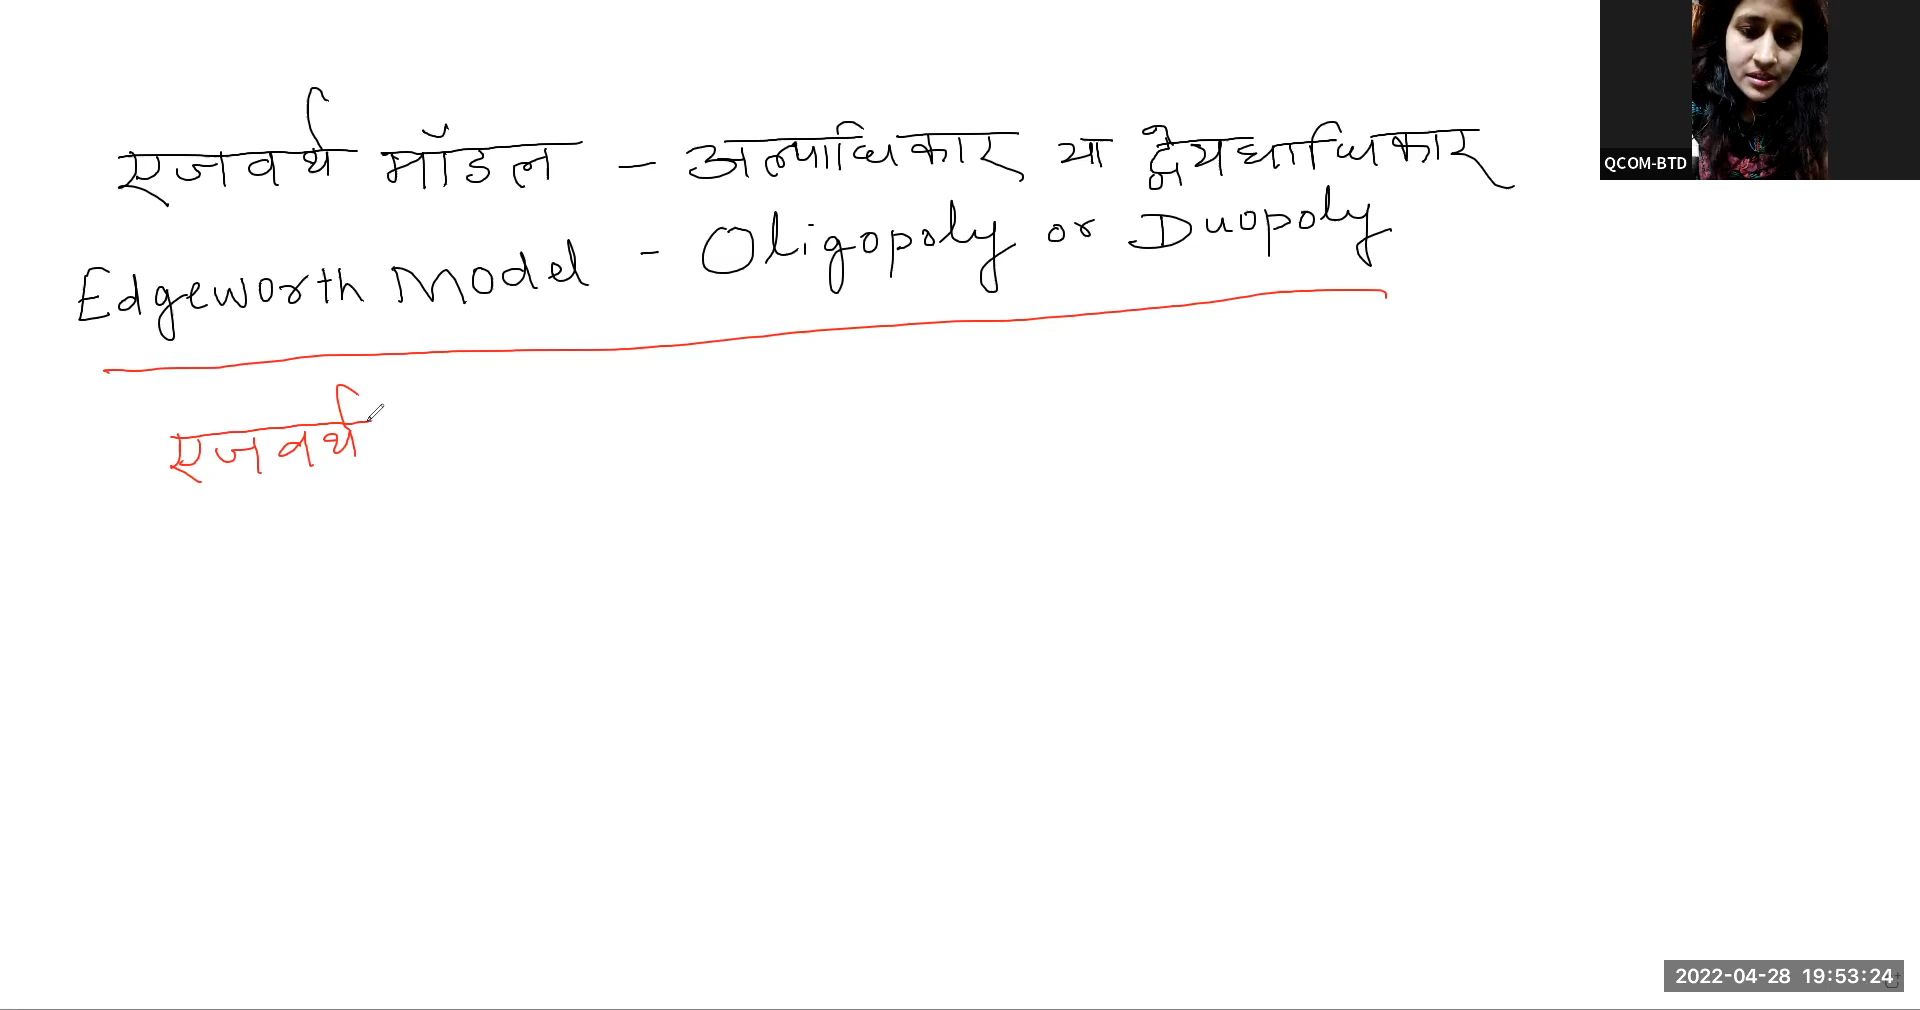 एजवर्थ मॉडल - अल्पाधिकार या द्वेयधाधिकार
Edgeworth Model - Oligopoly or Duopoly
एजवर्थ
QCOM-BTD
2022-04-28 19:53:24